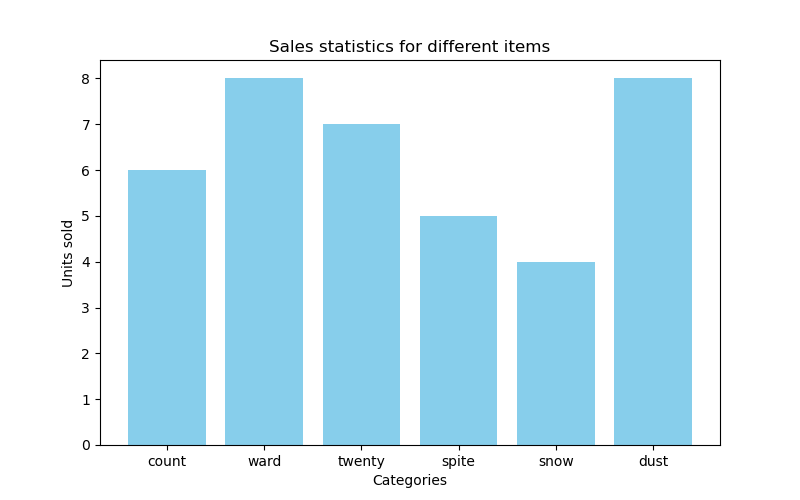 Sales statistics for different items
Units sold
8
7
6
5
4
3
2
1
0
count ward twenty spite snow dust
Categories